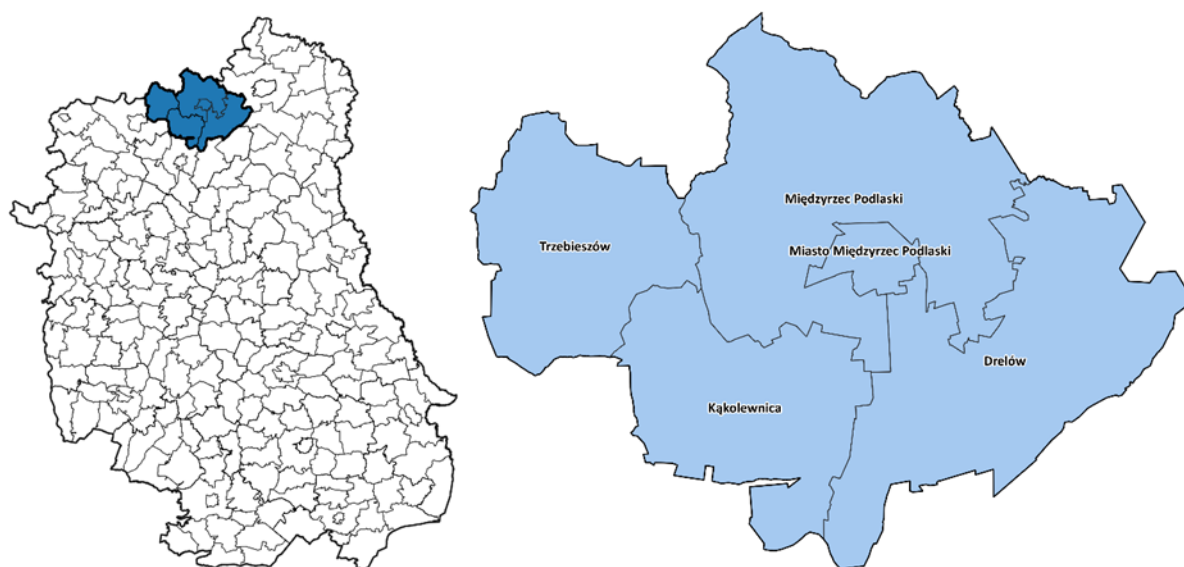 Międzyrzec Podlaski
Trzebieszów
Miasto Międzyrzec Podlaski
Drelów
Kąkolewnica